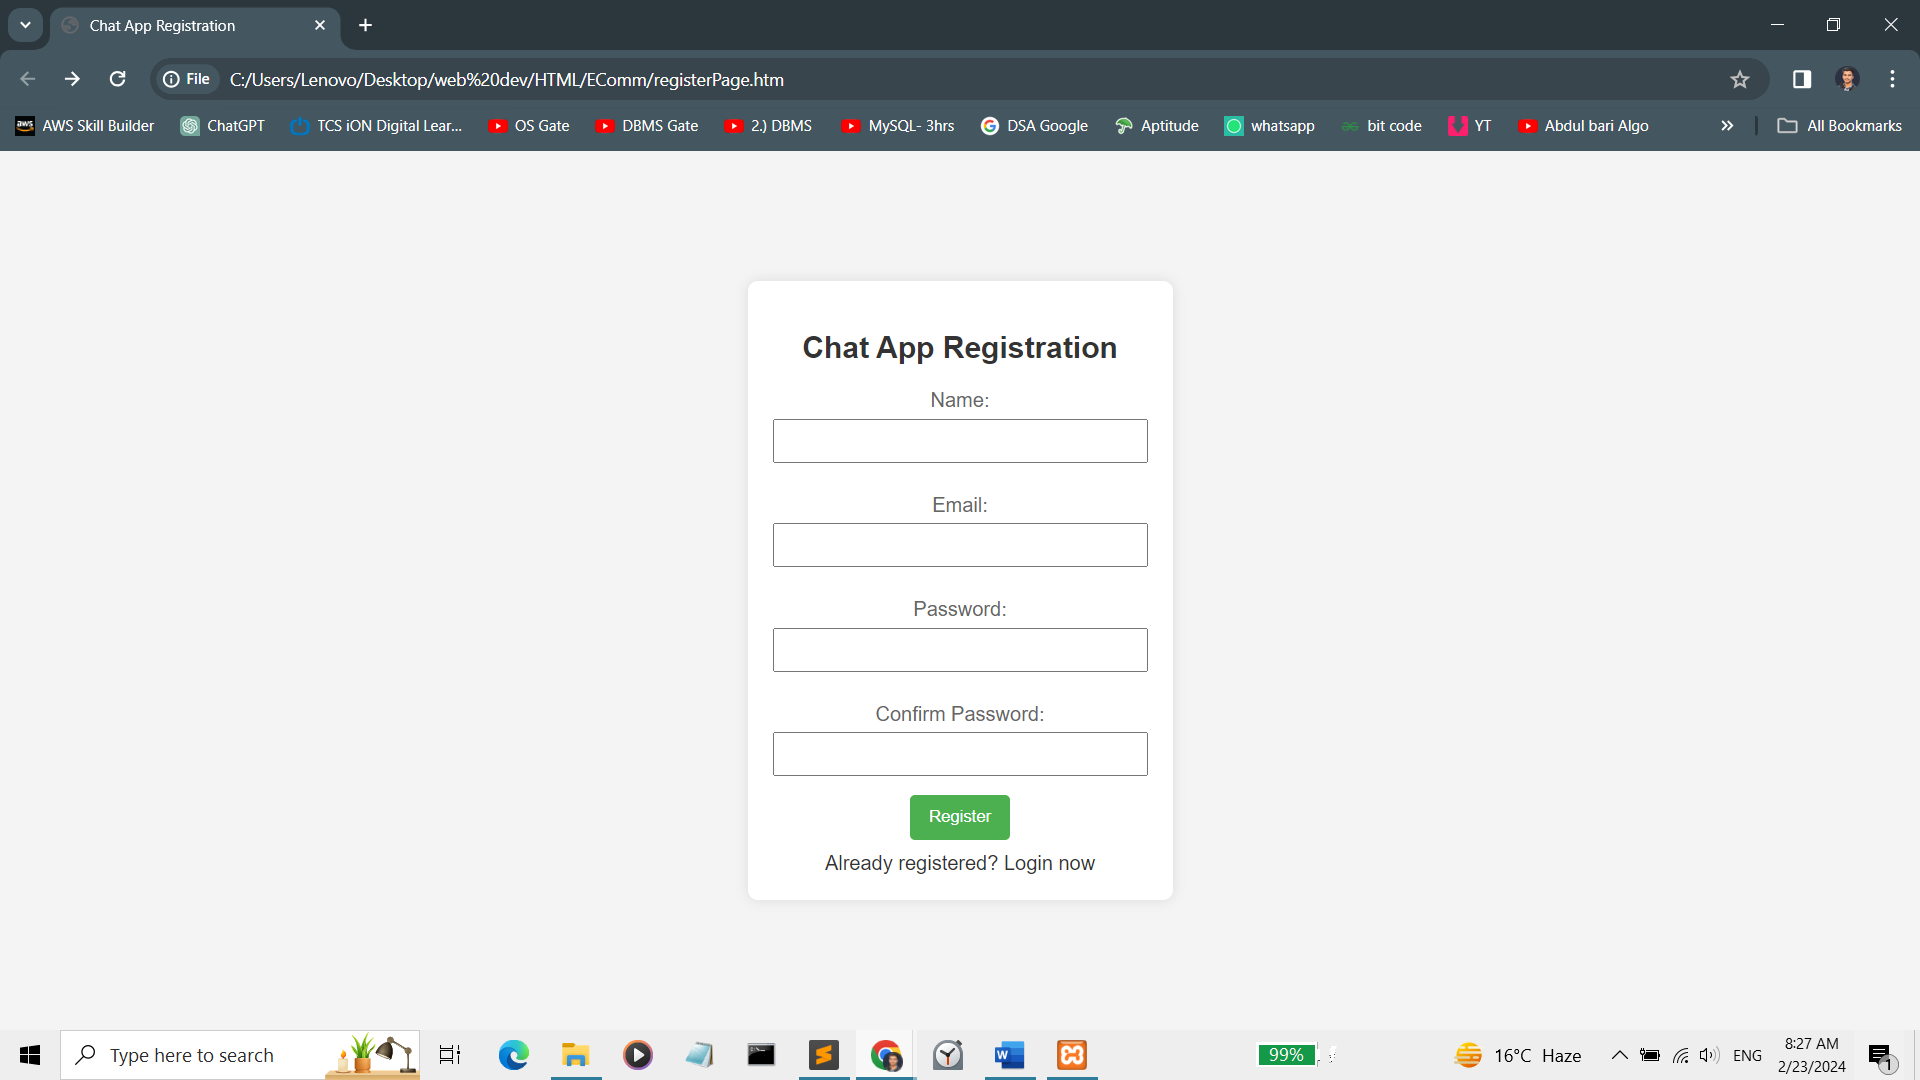 Chat App Registration
File C:/Users/Lenovo/Desktop/web%20dev/HTML/EComm/registerPage.htm
aws AWS Skill Builder ChatGPT TCS iON Digital Lear... OS Gate DBMS Gate 2.) DBMS MySQL- 3hrs DSA Google Aptitude whatsapp bit code YT Abdul bari Algo All Bookmarks
Chat App Registration
Name:
Email:
Password:
Confirm Password:
Register
Already registered? Login now
Type here to search 99% 16°C Haze ENG 8:27 AM
2/23/2024 1